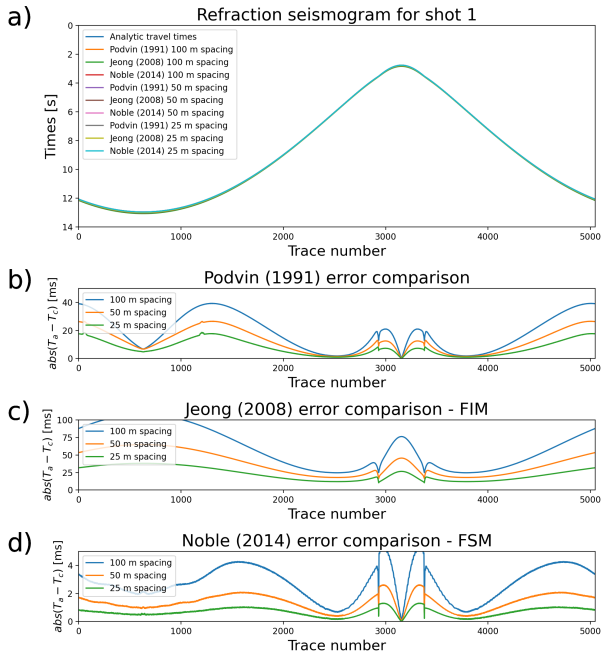 a)
Refraction seismogram for shot 1
0
2
4
6
8
10
12
14
Times [s]
Analytic travel times
Podvin (1991) 100 m spacing
Jeong (2008) 100 m spacing
Noble (2014) 100 m spacing
Podvin (1991) 50 m spacing
Jeong (2008) 50 m spacing
Noble (2014) 50 m spacing
Podvin (1991) 25 m spacing
Jeong (2008) 25 m spacing
Noble (2014) 25 m spacing
0 1000 2000 3000 4000 5000
Trace number
b)
Podvin (1991) error comparison
abs(Ta − Tc) [ms]
40
20
0
100 m spacing
50 m spacing
25 m spacing
0 1000 2000 3000 4000 5000
Trace number
c)
Jeong (2008) error comparison - FIM
abs(Ta − Tc) [ms]
100
75
50
25
0
100 m spacing
50 m spacing
25 m spacing
0 1000 2000 3000 4000 5000
Trace number
d)
Noble (2014) error comparison - FSM
abs(Ta − Tc) [ms]
4
2
0
100 m spacing
50 m spacing
25 m spacing
0 1000 2000 3000 4000 5000
Trace number